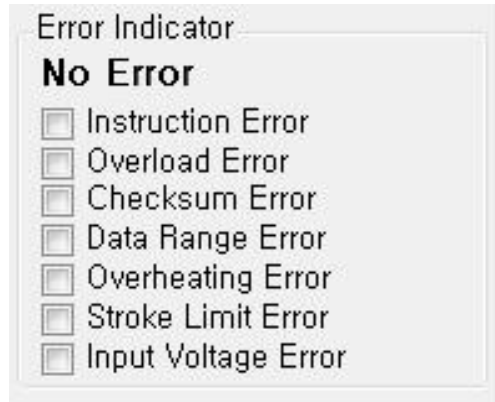 Error Indicator
No Error
Instruction Error
Overload Error
Checksum Error
Data Range Error
Overheating Error
Stroke Limit Error
Input Voltage Error